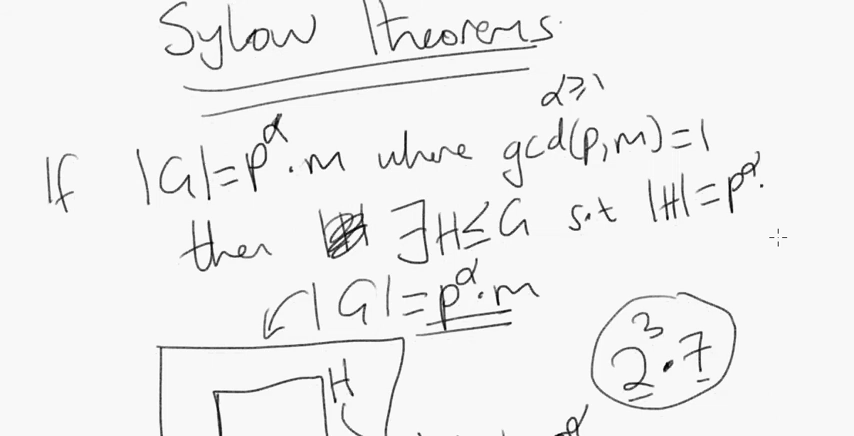 Sylow Theorems.
α≥1
If |G|=p^α·m where gcd(p,m)=1
then ∃H≤G s.t |H|=p^α.
|G|=p^α·m
2^3·7
H
α